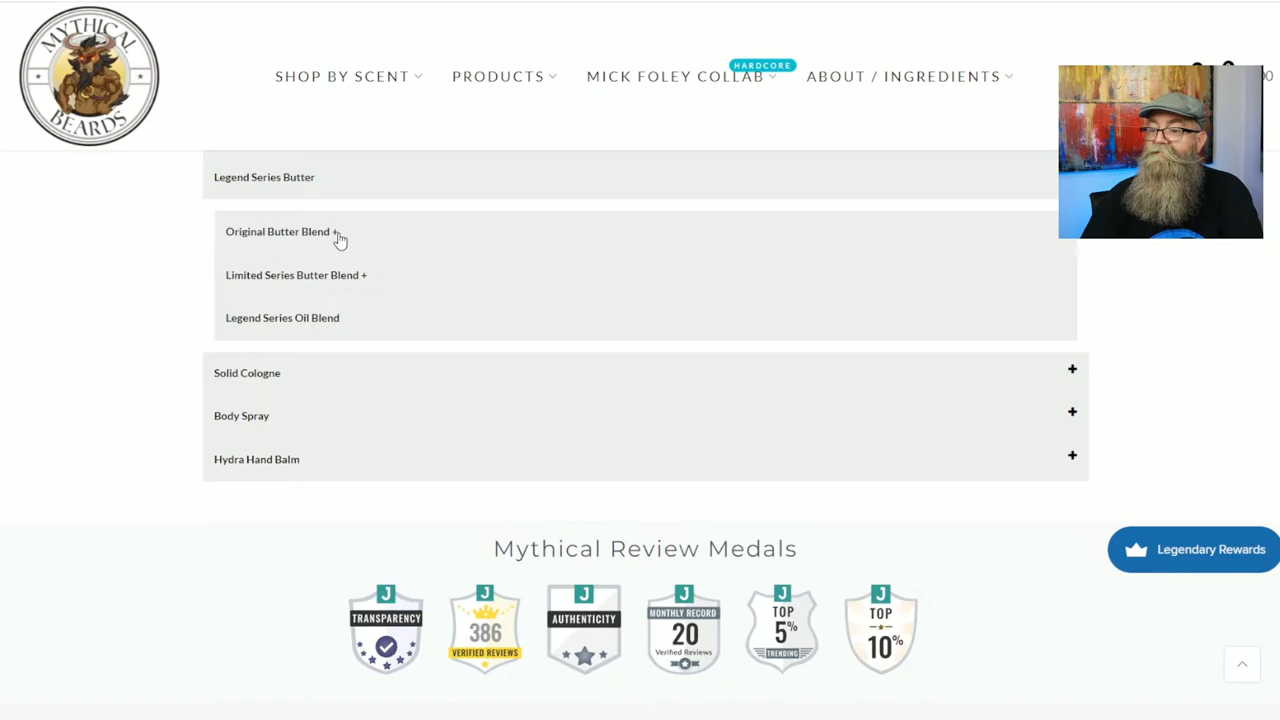 MYTHICAL
BEARDS
SHOP BY SCENT
PRODUCTS
MICK FOLEY COLLAB
HARDCORE
ABOUT / INGREDIENTS
Legend Series Butter
Original Butter Blend +
Limited Series Butter Blend +
Legend Series Oil Blend
Solid Cologne +
Body Spray +
Hydra Hand Balm +
Mythical Review Medals
J
TRANSPARENCY
J
386
VERIFIED REVIEWS
J
AUTHENTICITY
J
MONTHLY RECORD
20
Verified Reviews
J
TOP
5%
TRENDING
J
TOP
10%
Legendary Rewards